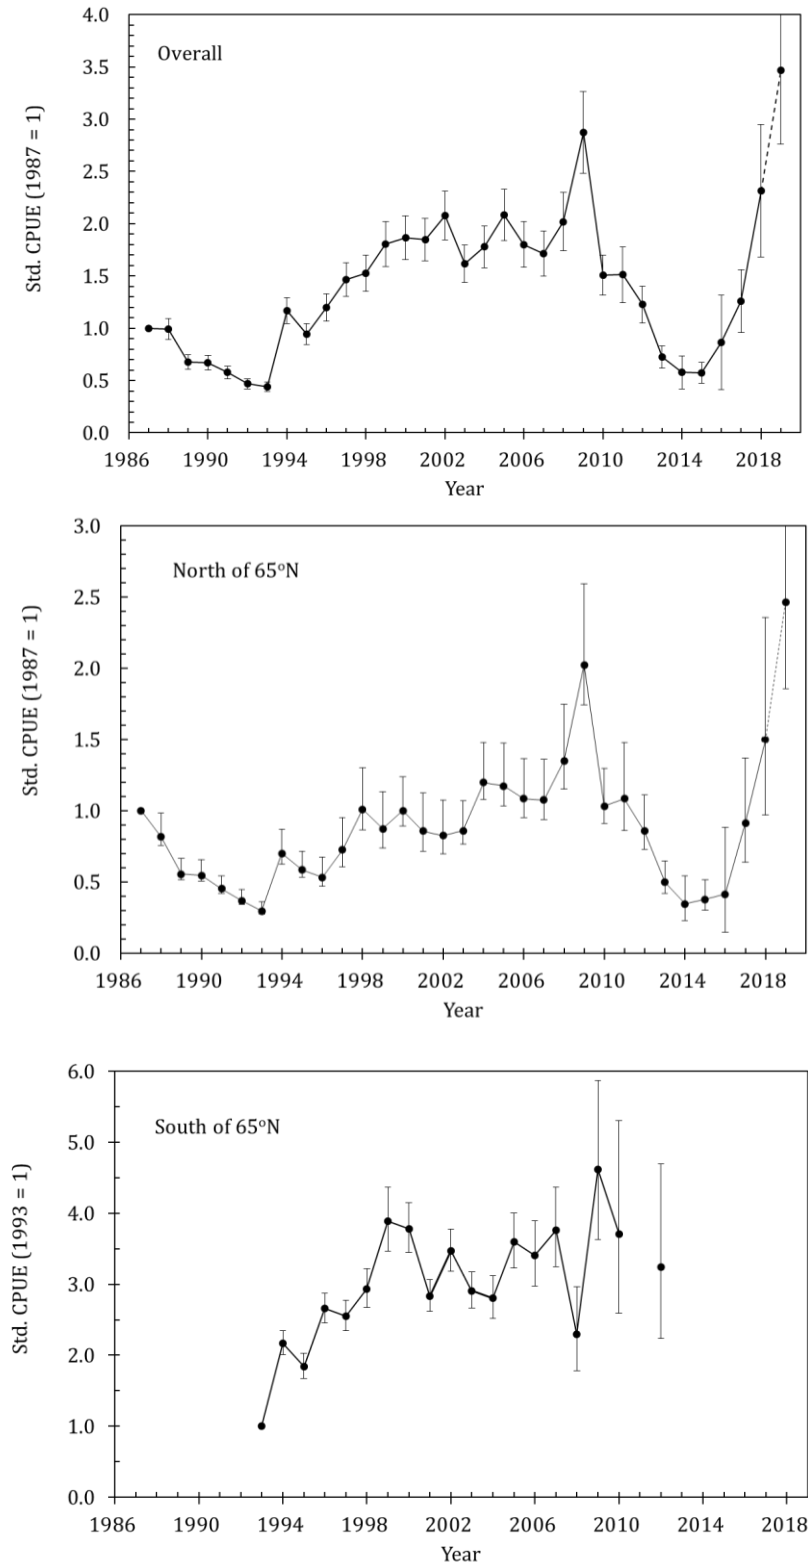 4.0
3.5
3.0
2.5
2.0
1.5
1.0
0.5
0.0
Std. CPUE (1987 = 1)
Overall
1986 1990 1994 1998 2002 2006 2010 2014 2018
Year
3.0
2.5
2.0
1.5
1.0
0.5
0.0
Std. CPUE (1987 = 1)
North of 65°N
1986 1990 1994 1998 2002 2006 2010 2014 2018
Year
6.0
5.0
4.0
3.0
2.0
1.0
0.0
Std. CPUE (1993 = 1)
South of 65°N
1986 1990 1994 1998 2002 2006 2010 2014 2018
Year